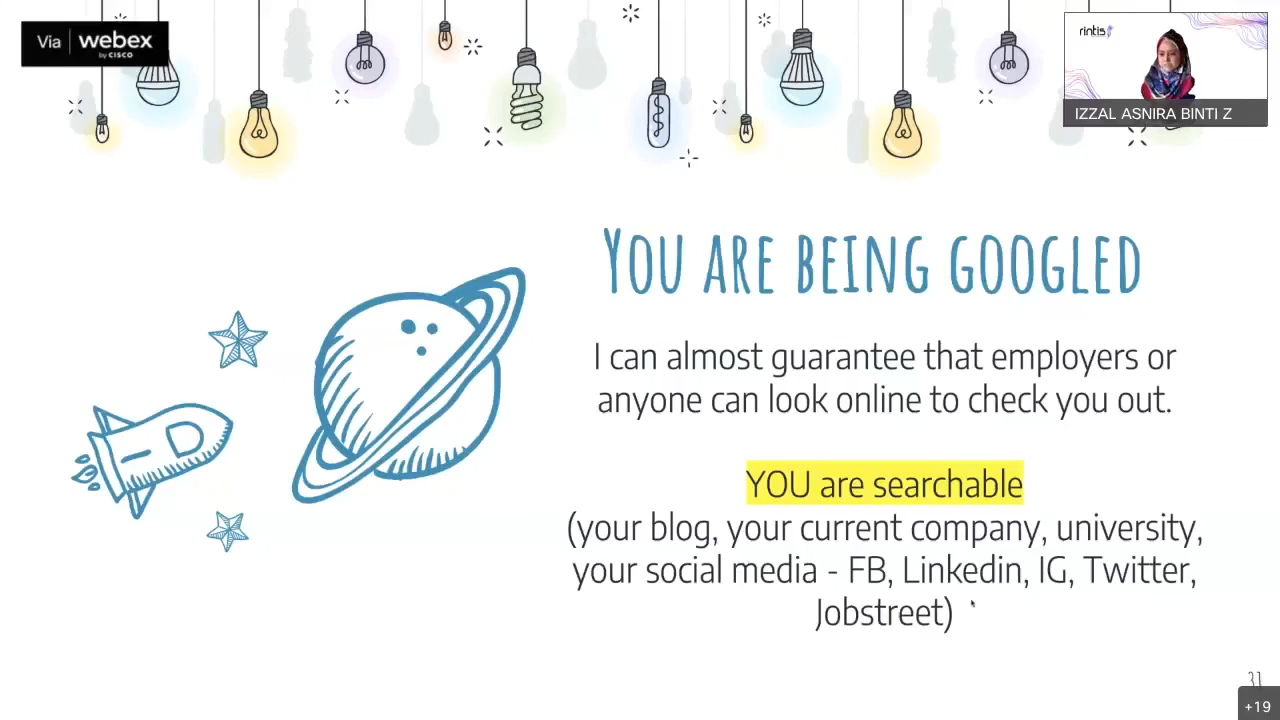 Via webex
by CISCO
rintis
IZZAL ASNIRA BINTI Z
YOU ARE BEING GOOGLED
I can almost guarantee that employers or
anyone can look online to check you out.
YOU are searchable
(your blog, your current company, university,
your social media - FB, Linkedin, IG, Twitter,
Jobstreet)
31
+19